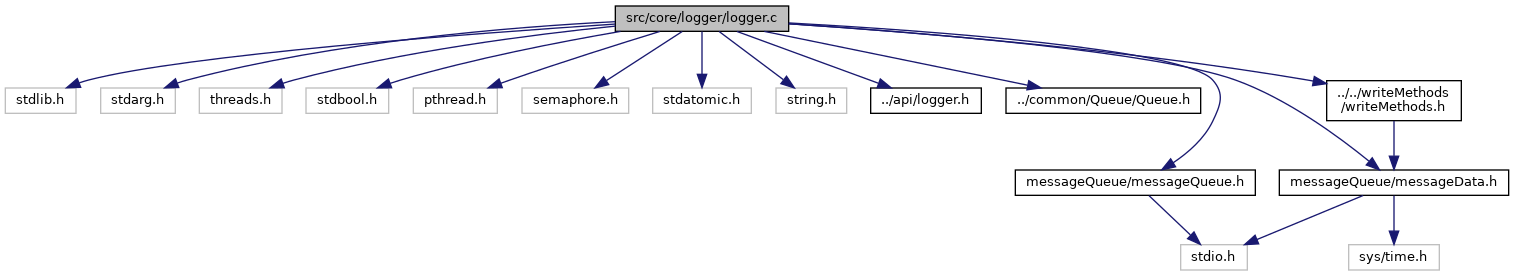 src/core/logger/logger.c
stdlib.h
stdarg.h
threads.h
stdbool.h
pthread.h
semaphore.h
stdatomic.h
string.h
../api/logger.h
../common/Queue/Queue.h
../../writeMethods
/writeMethods.h
messageQueue/messageQueue.h
messageQueue/messageData.h
stdio.h
sys/time.h